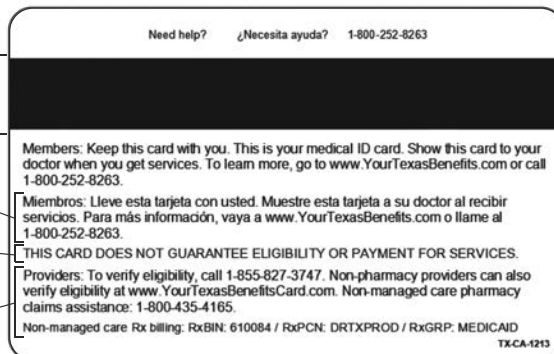 Need help? ¿Necesita ayuda? 1-800-252-8263
Members: Keep this card with you. This is your medical ID card. Show this card to your
doctor when you get services. To learn more, go to www.YourTexasBenefits.com or call
1-800-252-8263.
Miembros: Lleve esta tarjeta con usted. Muestre esta tarjeta a su doctor al recibir
servicios. Para más información, vaya a www.YourTexasBenefits.com o llame al
1-800-252-8263.
THIS CARD DOES NOT GUARANTEE ELIGIBILITY OR PAYMENT FOR SERVICES.
Providers: To verify eligibility, call 1-855-827-3747. Non-pharmacy providers can also
verify eligibility at www.YourTexasBenefitsCard.com. Non-managed care pharmacy
claims assistance: 1-800-435-4165.
Non-managed care Rx billing: RxBIN: 610084 / RxPCN: DRTXPROD / RxGRP: MEDICAID
TX-CA-1213